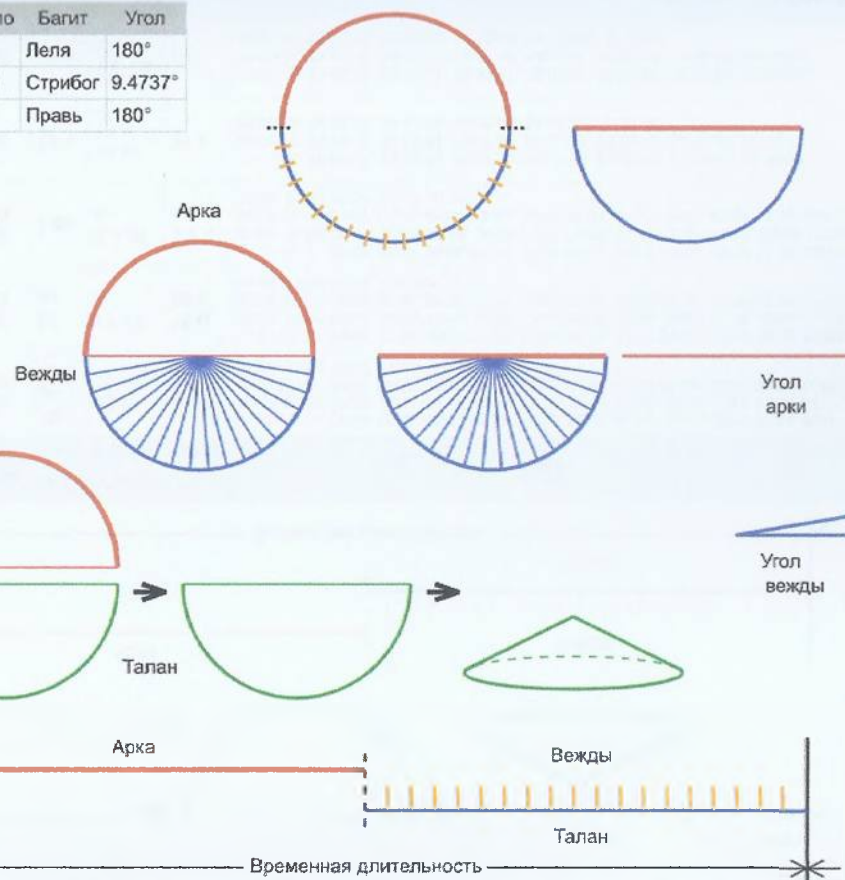 Багит Угол
Леля 180°
Стрибог 9.4737°
Правь 180°
Арка
Вежды
Угол
арки
Угол
вежды
Талан
Арка
Вежды
Талан
Временная длительность